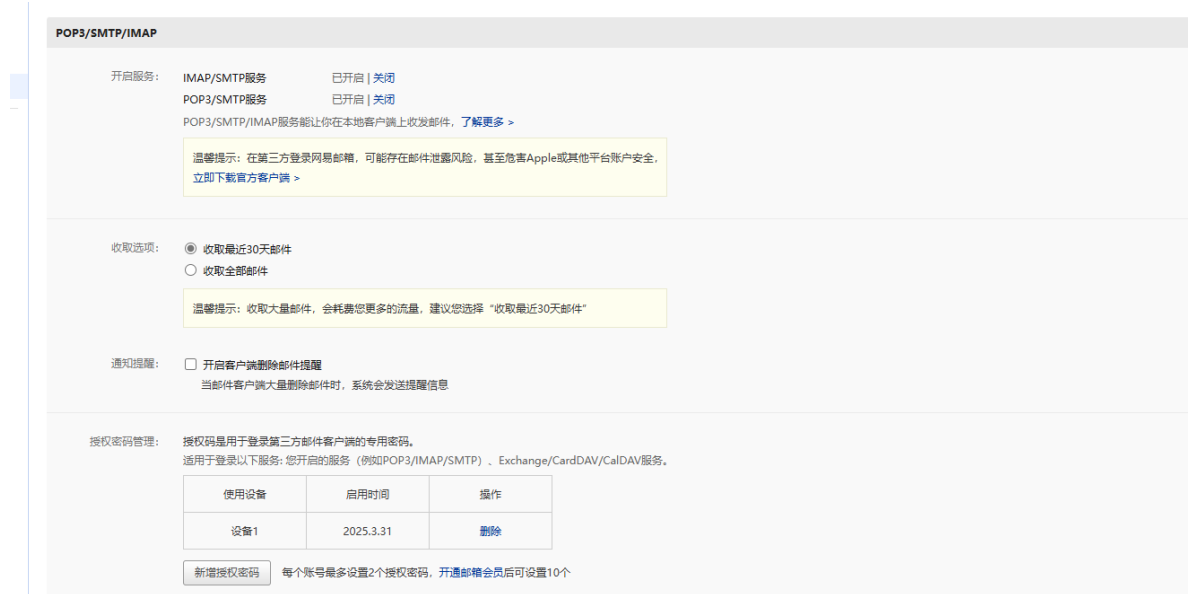 POP3/SMTP/IMAP
开启服务： IMAP/SMTP服务 已开启 | 关闭
POP3/SMTP服务 已开启 | 关闭
POP3/SMTP/IMAP服务能让你在本地客户端上收发邮件，了解更多 >
温馨提示：在第三方登录网易邮箱，可能存在邮件泄露风险，甚至危害Apple或其他平台账户安全，
立即下载官方客户端 >
收取选项： 收取最近30天邮件
收取全部邮件
温馨提示：收取大量邮件，会耗费您更多的流量，建议您选择“收取最近30天邮件”
通知提醒： 开启客户端删除邮件提醒
当邮件客户端大量删除邮件时，系统会发送提醒信息
授权密码管理： 授权码是用于登录第三方邮件客户端的专用密码。
适用于登录以下服务: 您开启的服务（例如POP3/IMAP/SMTP）、Exchange/CardDAV/CalDAV服务。
使用设备 启用时间 操作
设备1 2025.3.31 删除
新增授权密码 每个账号最多设置2个授权密码，开通邮箱会员后可设置10个